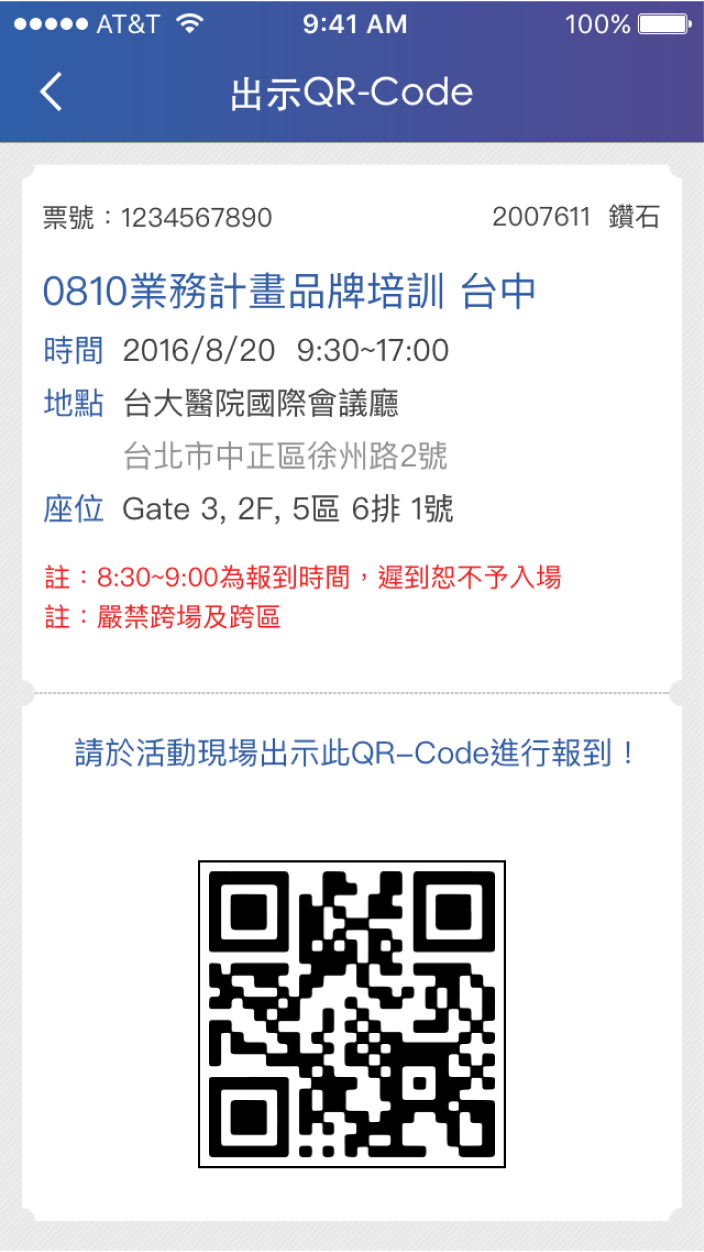 AT&T 9:41 AM 100%
出示QR-Code
票號：1234567890 2007611 鑽石
0810業務計畫品牌培訓 台中
時間 2016/8/20 9:30~17:00
地點 台大醫院國際會議廳
台北市中正區徐州路2號
座位 Gate 3, 2F, 5區 6排 1號
註：8:30~9:00為報到時間，遲到恕不予入場
註：嚴禁跨場及跨區
請於活動現場出示此QR-Code進行報到！